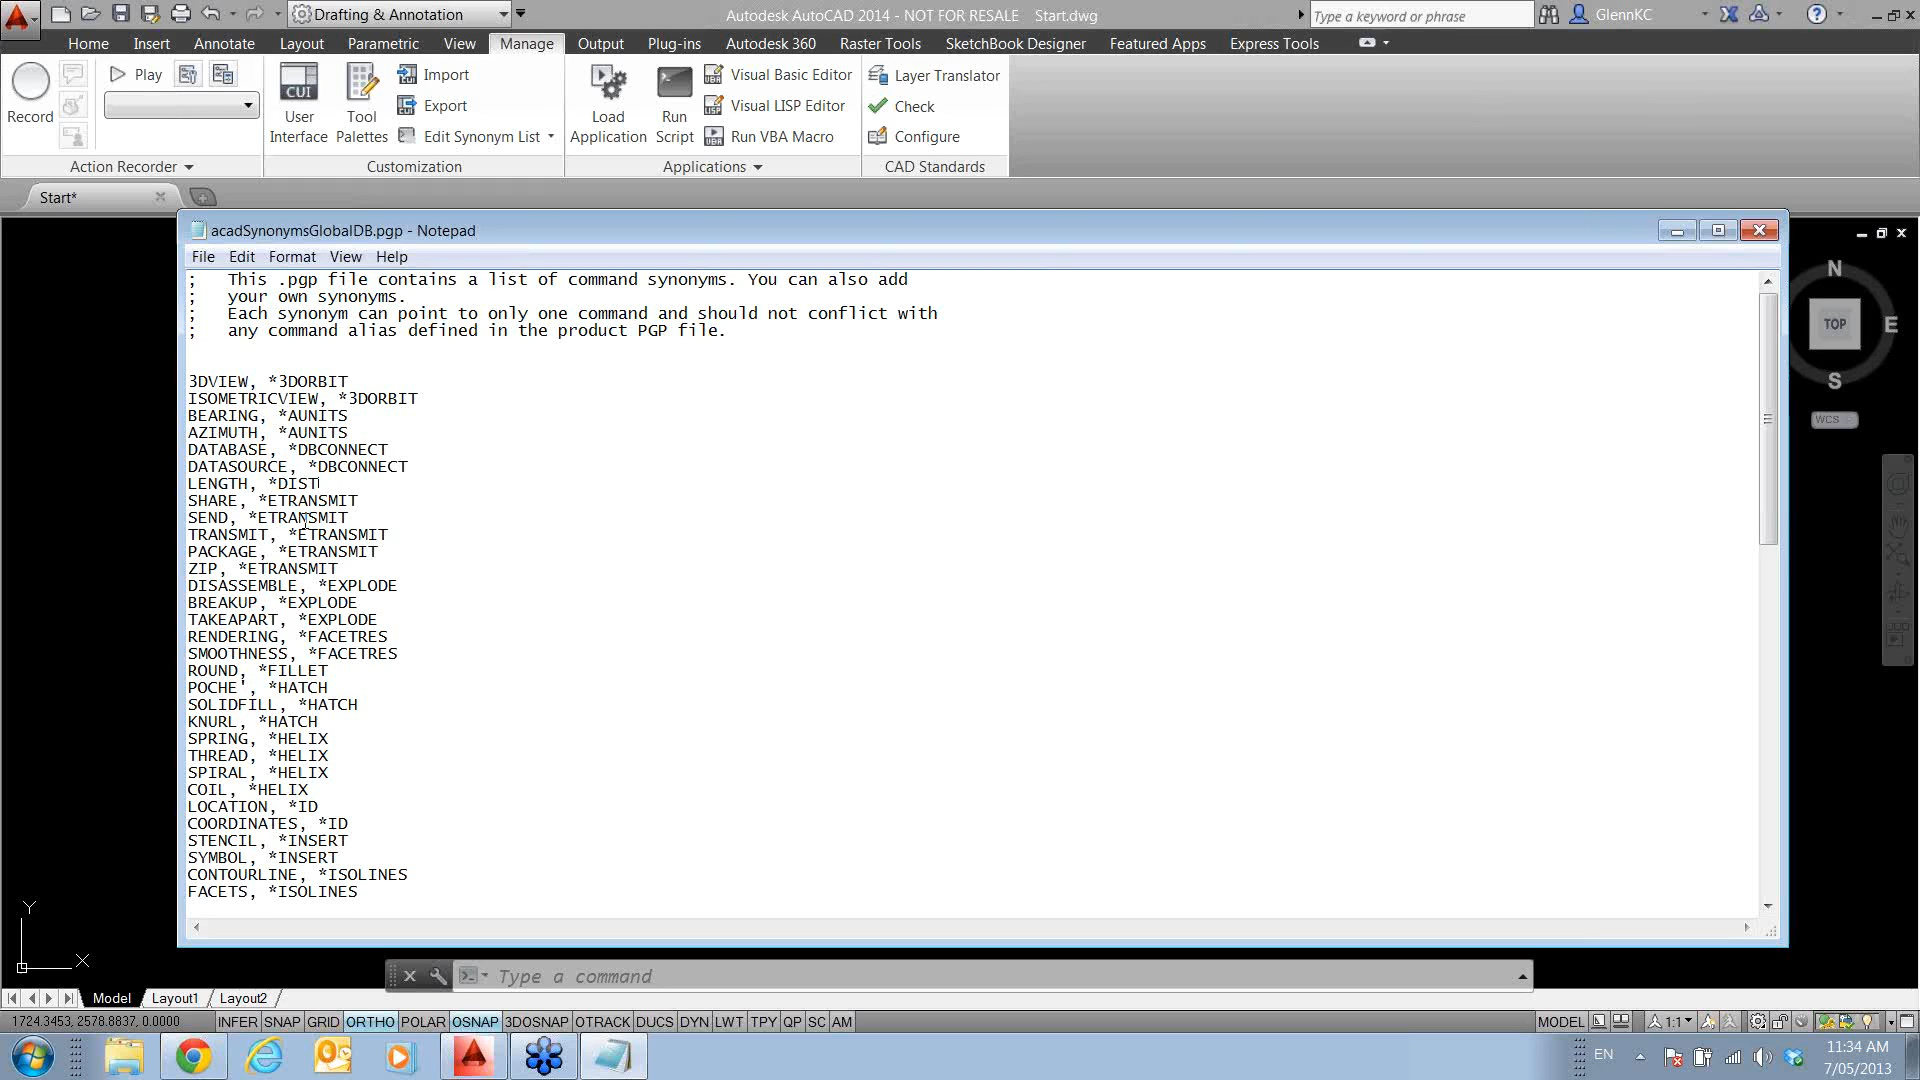 Drafting & Annotation
Autodesk AutoCAD 2014 - NOT FOR RESALE Start.dwg
Type a keyword or phrase
GlennKC
Home Insert Annotate Layout Parametric View Manage Output Plug-ins Autodesk 360 Raster Tools SketchBook Designer Featured Apps Express Tools
Record
Play
CUI
User
Interface
Tool
Palettes
Import
Export
Edit Synonym List
Load
Application
Run
Script
Visual Basic Editor
Visual LISP Editor
Run VBA Macro
Layer Translator
Check
Configure
Action Recorder
Customization
Applications
CAD Standards
Start*
acadSynonymsGlobalDB.pgp - Notepad
File Edit Format View Help
; This .pgp file contains a list of command synonyms. You can also add
; your own synonyms.
; Each synonym can point to only one command and should not conflict with
; any command alias defined in the product PGP file.
3DVIEW, *3DORBIT
ISOMETRICVIEW, *3DORBIT
BEARING, *AUNITS
AZIMUTH, *AUNITS
DATABASE, *DBCONNECT
DATASOURCE, *DBCONNECT
LENGTH, *DIST
SHARE, *ETRANSMIT
SEND, *ETRANSMIT
TRANSMIT, *ETRANSMIT
PACKAGE, *ETRANSMIT
ZIP, *ETRANSMIT
DISASSEMBLE, *EXPLODE
BREAKUP, *EXPLODE
TAKEAPART, *EXPLODE
RENDERING, *FACETRES
SMOOTHNESS, *FACETRES
ROUND, *FILLET
POCHE', *HATCH
SOLIDFILL, *HATCH
KNURL, *HATCH
SPRING, *HELIX
THREAD, *HELIX
SPIRAL, *HELIX
COIL, *HELIX
LOCATION, *ID
COORDINATES, *ID
STENCIL, *INSERT
SYMBOL, *INSERT
CONTOURLINE, *ISOLINES
FACETS, *ISOLINES
N
TOP
E
S
WCS
Y
X
Type a command
Model Layout1 Layout2
1724.3453, 2578.8837, 0.0000
INFER SNAP GRID ORTHO POLAR OSNAP 3DOSNAP OTRACK DUCS DYN LWT TPY QP SC AM
MODEL
1:1
EN
11:34 AM
7/05/2013